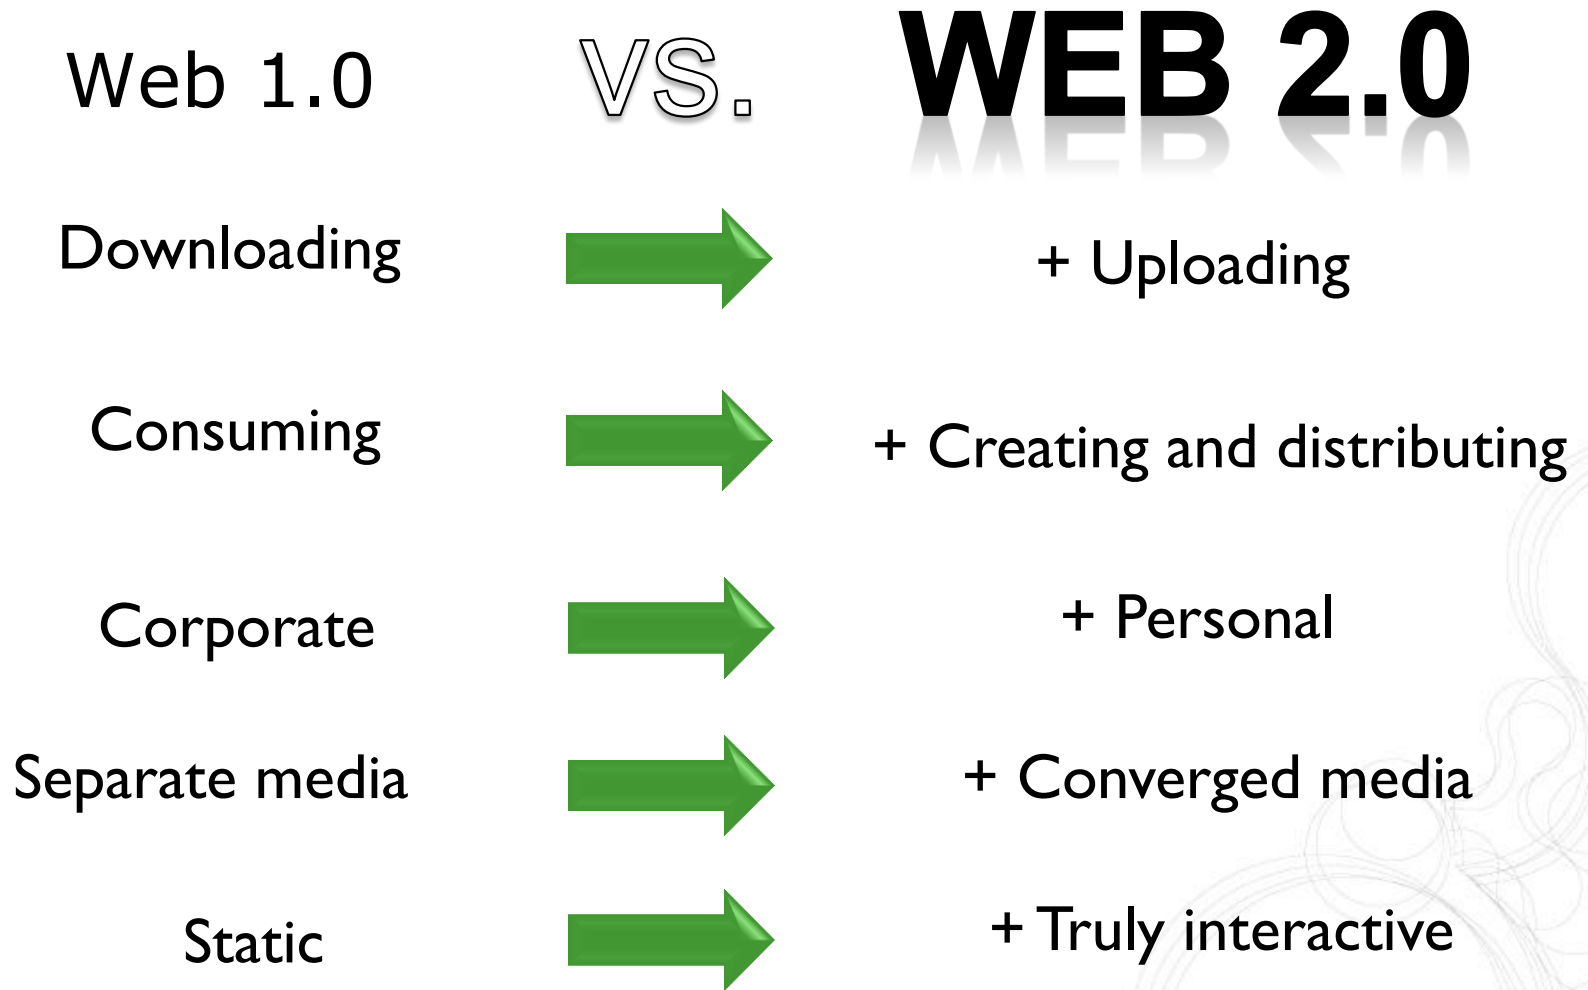 Web 1.0 VS. WEB 2.0
Downloading + Uploading
Consuming + Creating and distributing
Corporate + Personal
Separate media + Converged media
Static + Truly interactive